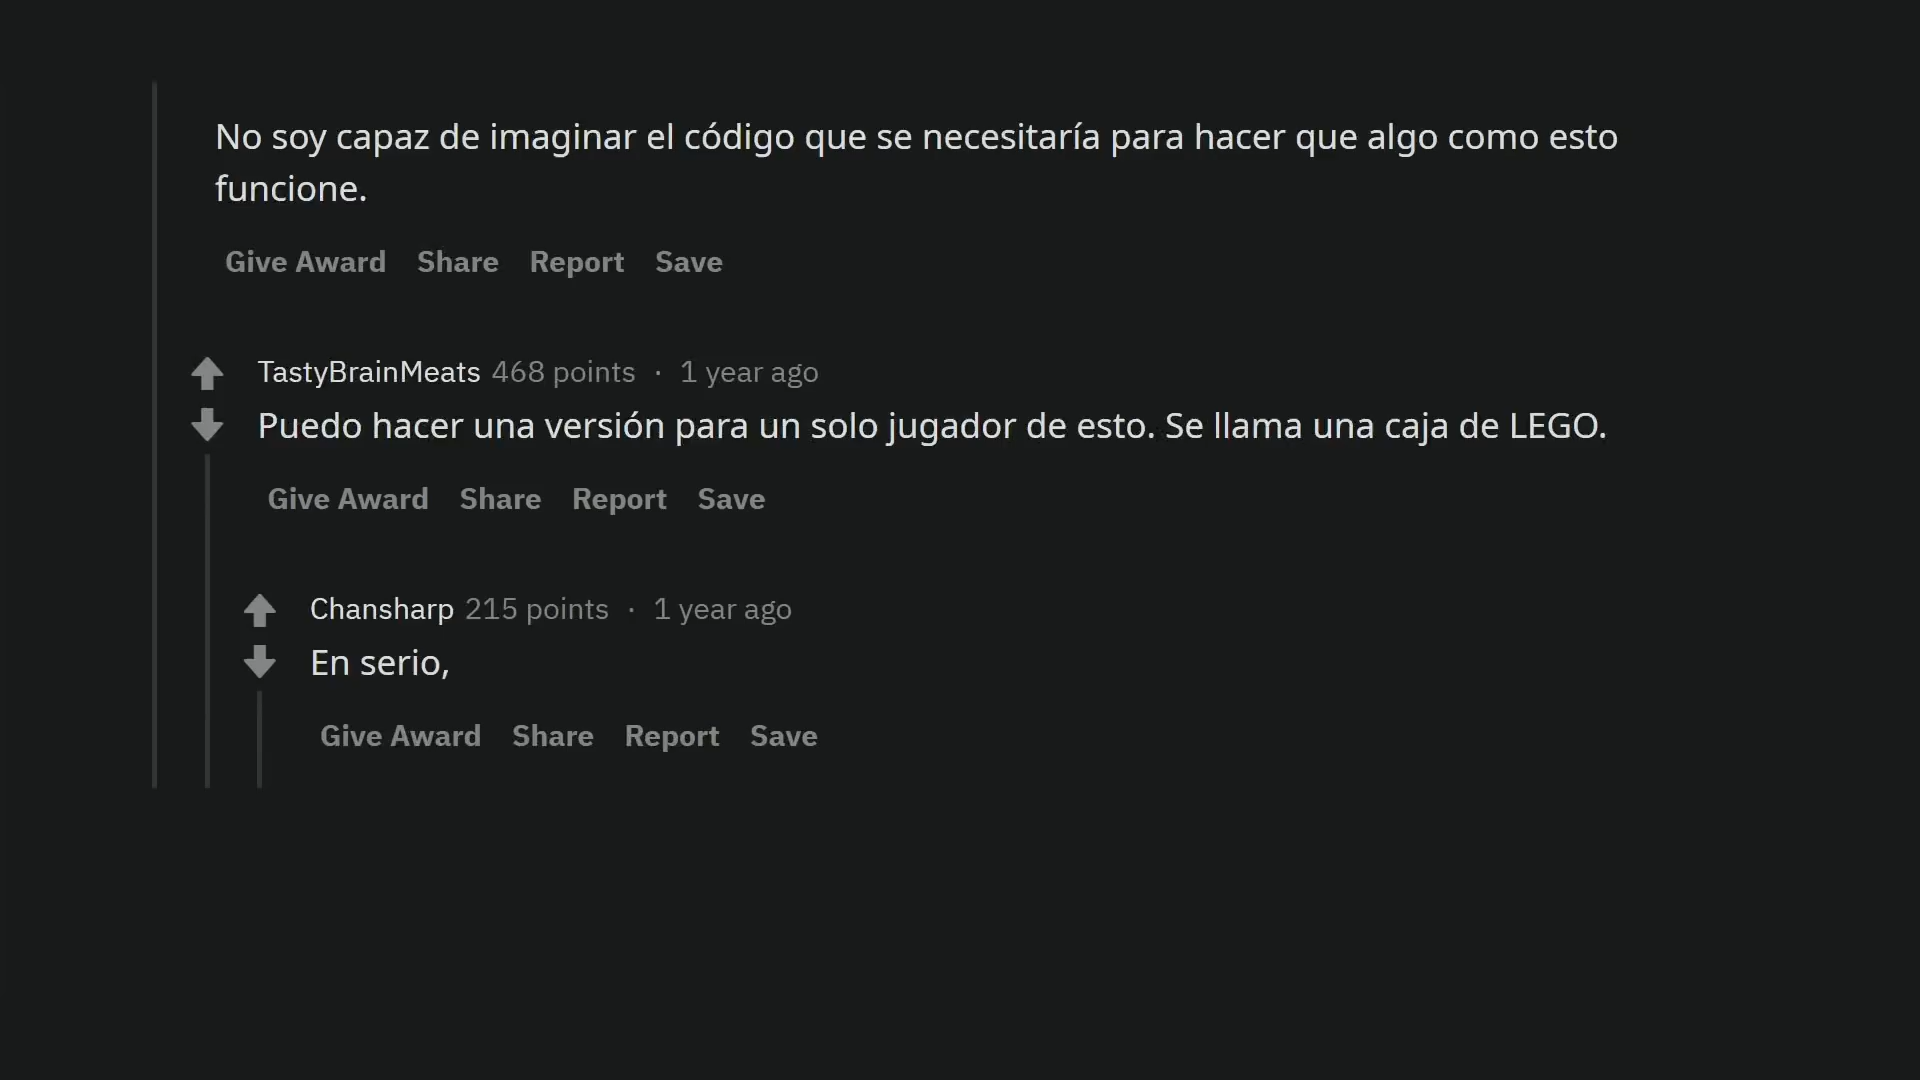 No soy capaz de imaginar el código que se necesitaría para hacer que algo como esto
funcione.
Give Award Share Report Save
TastyBrainMeats 468 points · 1 year ago
Puedo hacer una versión para un solo jugador de esto. Se llama una caja de LEGO.
Give Award Share Report Save
Chansharp 215 points · 1 year ago
En serio,
Give Award Share Report Save